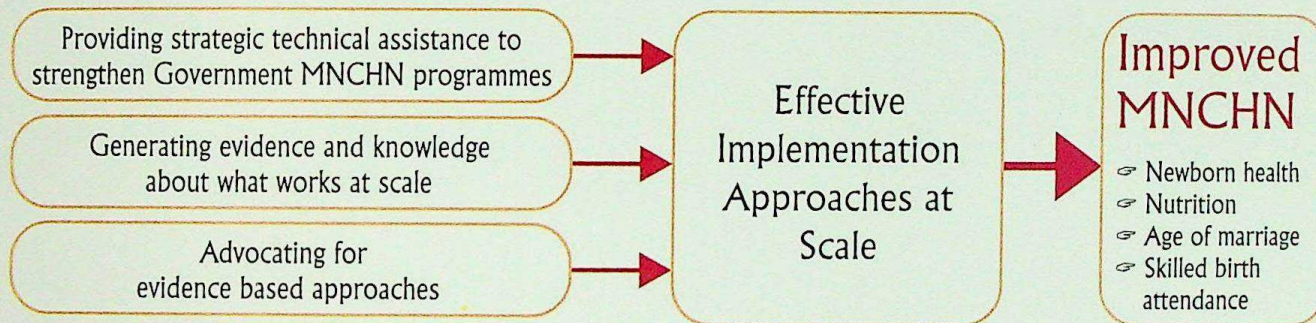 Providing strategic technical assistance to
strengthen Government MNCHN programmes
Generating evidence and knowledge
about what works at scale
Advocating for
evidence based approaches
Effective
Implementation
Approaches at
Scale
Improved
MNCHN
☞ Newborn health
☞ Nutrition
☞ Age of marriage
☞ Skilled birth
attendance